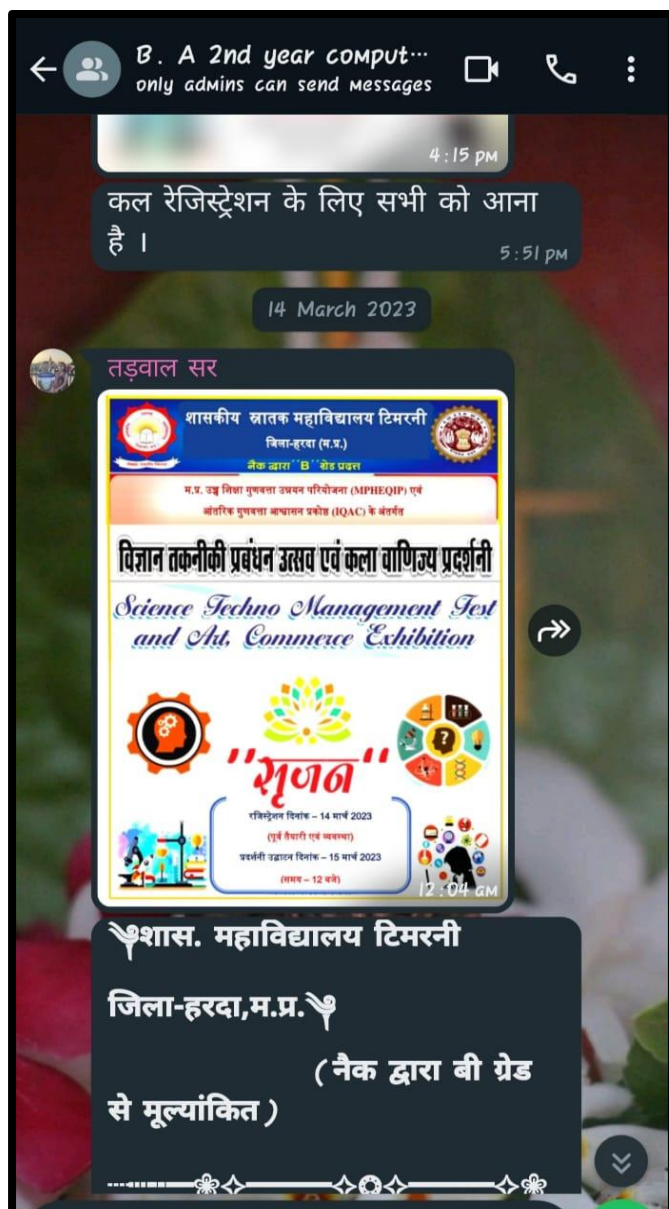 B. A 2nd year comput...
only admins can send messages
4:15 PM
कल रेजिस्ट्रेशन के लिए सभी को आना
है ।
5:51 PM
14 March 2023
तड़वाल सर
शासकीय स्नातक महाविद्यालय टिमरनी
जिला-हरदा (म.प्र.)
नैक द्वारा "B" ग्रेड प्रदत्त
म.प्र. उच्च शिक्षा गुणवत्ता उन्नयन परियोजना (MPHEQIP) एवं
आंतरिक गुणवत्ता आश्वासन प्रकोष्ठ (IQAC) के अंतर्गत
विज्ञान तकनीकी प्रबंधन उत्सव एवं कला वाणिज्य प्रदर्शनी
Science Techno Management Fest
and Art, Commerce Exhibition
"सृजन"
रजिस्ट्रेशन दिनांक – 14 मार्च 2023
(पूर्व तैयारी एवं व्यवस्था)
प्रदर्शनी उद्घाटन दिनांक – 15 मार्च 2023
(समय – 12 बजे)
12:04 AM
शास. महाविद्यालय टिमरनी
जिला-हरदा,म.प्र.
(नैक द्वारा बी ग्रेड
से मूल्यांकित)